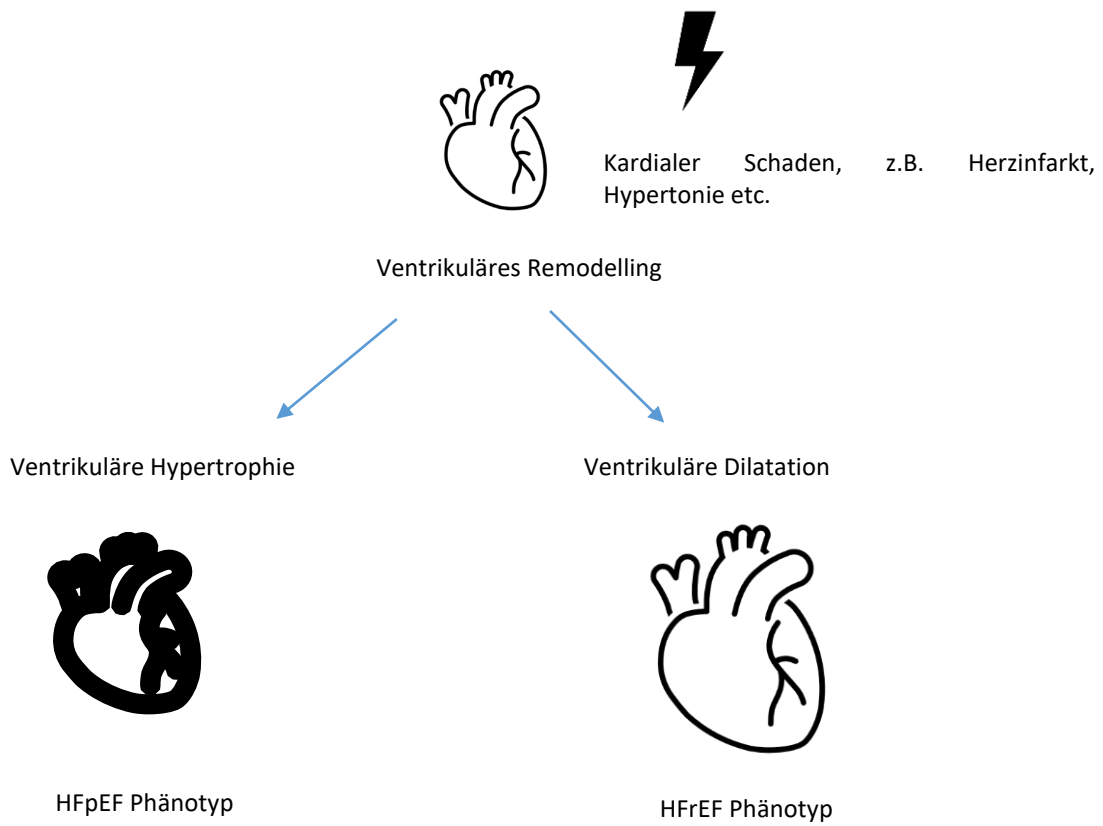 Kardialer Schaden, z.B. Herzinfarkt,
Hypertonie etc.
Ventrikuläres Remodelling
Ventrikuläre Hypertrophie
Ventrikuläre Dilatation
HFpEF Phänotyp
HFrEF Phänotyp